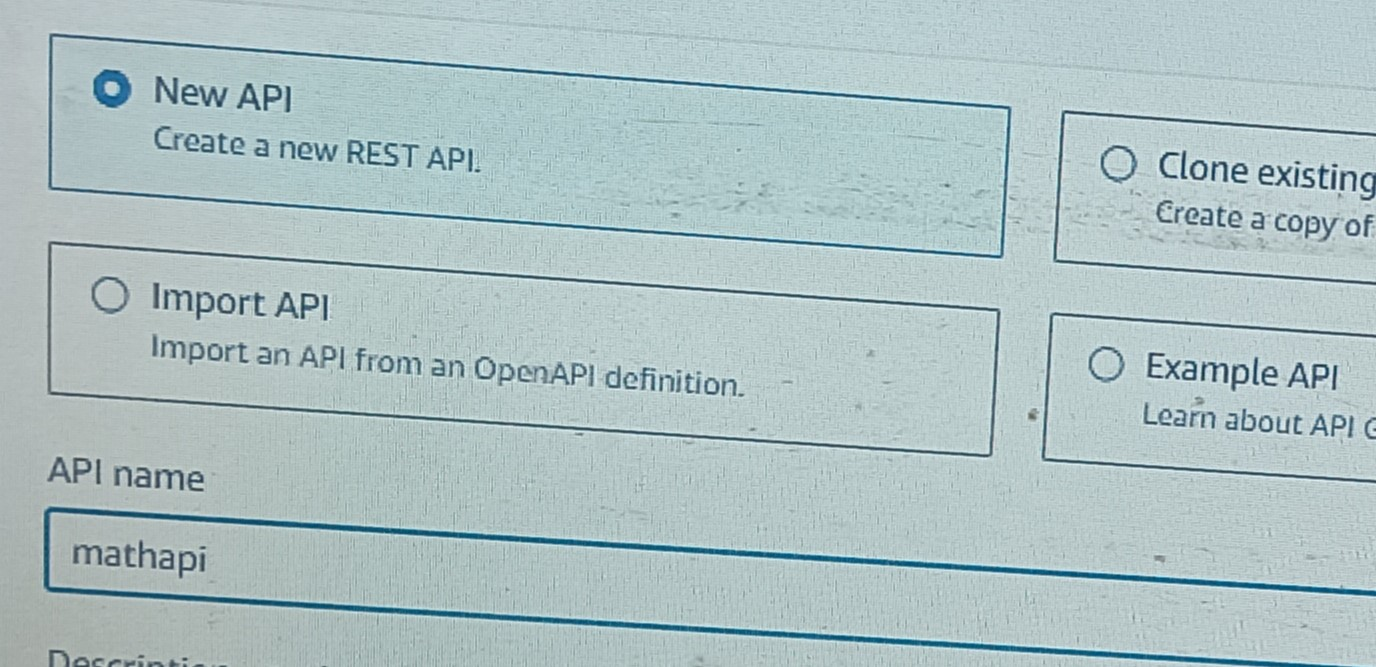 New API
Create a new REST API.
Clone existing
Create a copy of
Import API
Import an API from an OpenAPI definition.
Example API
Learn about API
API name
mathapi